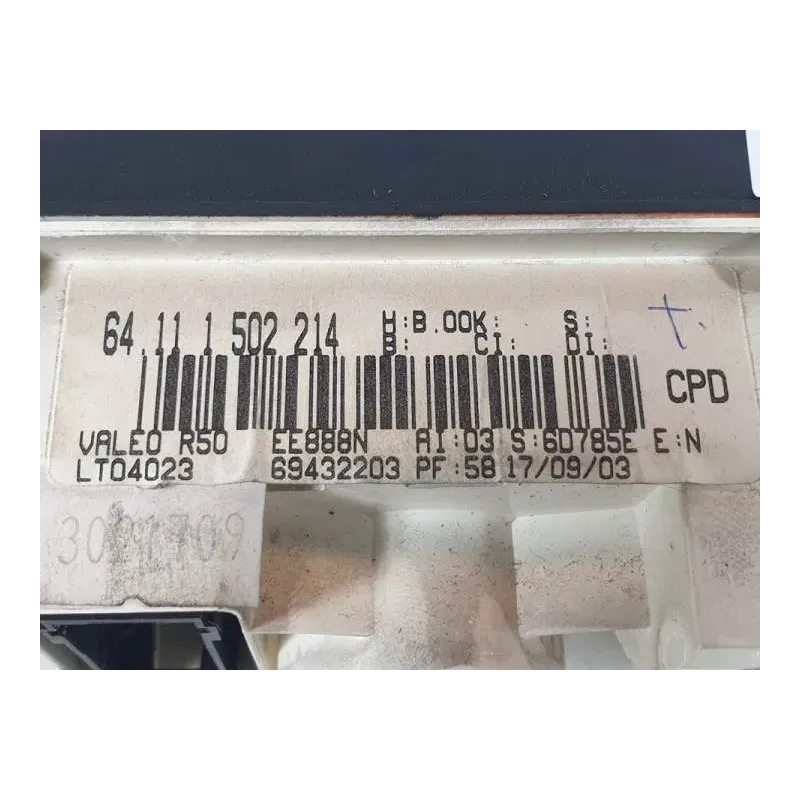 64.11 1 502 214 H:B.00K: S:
B: CI: DI:
CPD
VALEO R50 EE888N AI:03 S:6D785E E:N
LT04023 69432203 PF:58 17/09/03